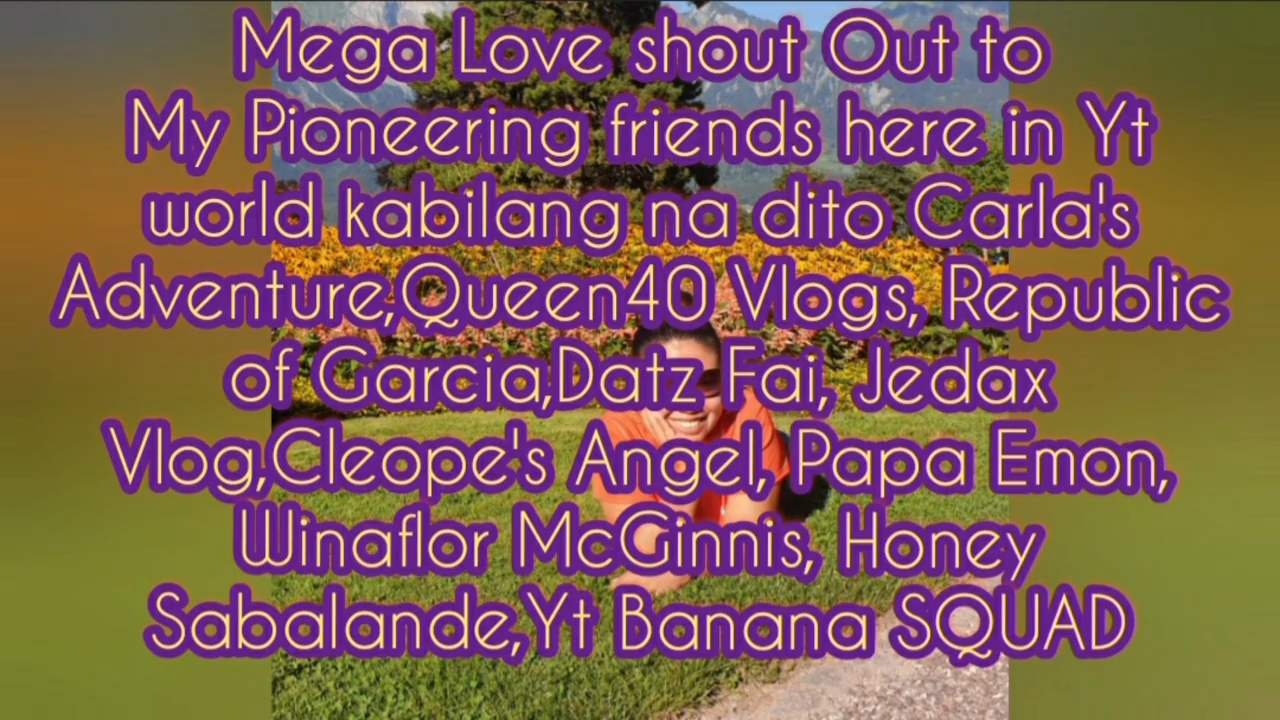 Mega Love shout Out to
My Pioneering friends here in Yt
world kabilang na dito Carla's
Adventure,Queen40 Vlogs, Republic
of Garcia,Datz Fai, Jedax
Vlog,Cleope's Angel, Papa Emon,
Winaflor McGinnis, Honey
Sabalande,Yt Banana SQUAD